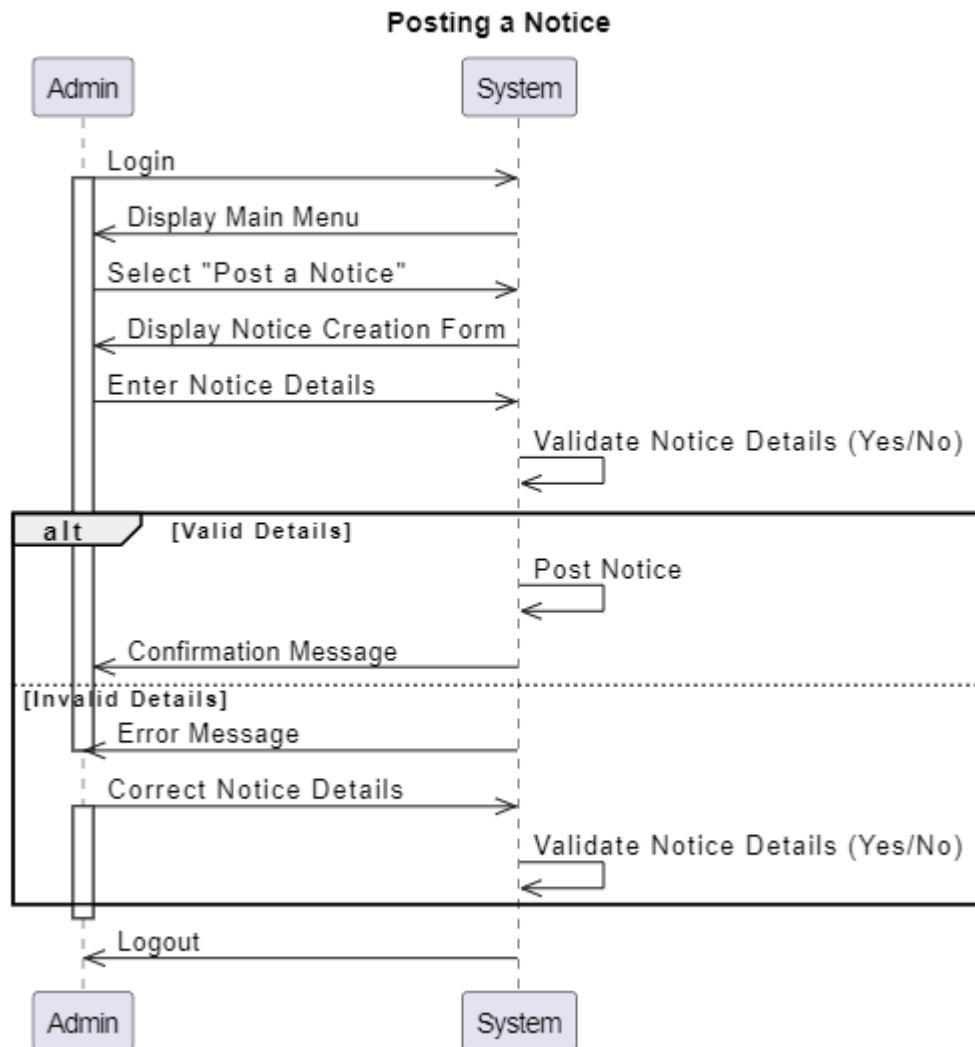 Posting a Notice
Admin
System
Login
Display Main Menu
Select "Post a Notice"
Display Notice Creation Form
Enter Notice Details
Validate Notice Details (Yes/No)
alt
[Valid Details]
Post Notice
Confirmation Message
[Invalid Details]
Error Message
Correct Notice Details
Validate Notice Details (Yes/No)
Logout
Admin
System